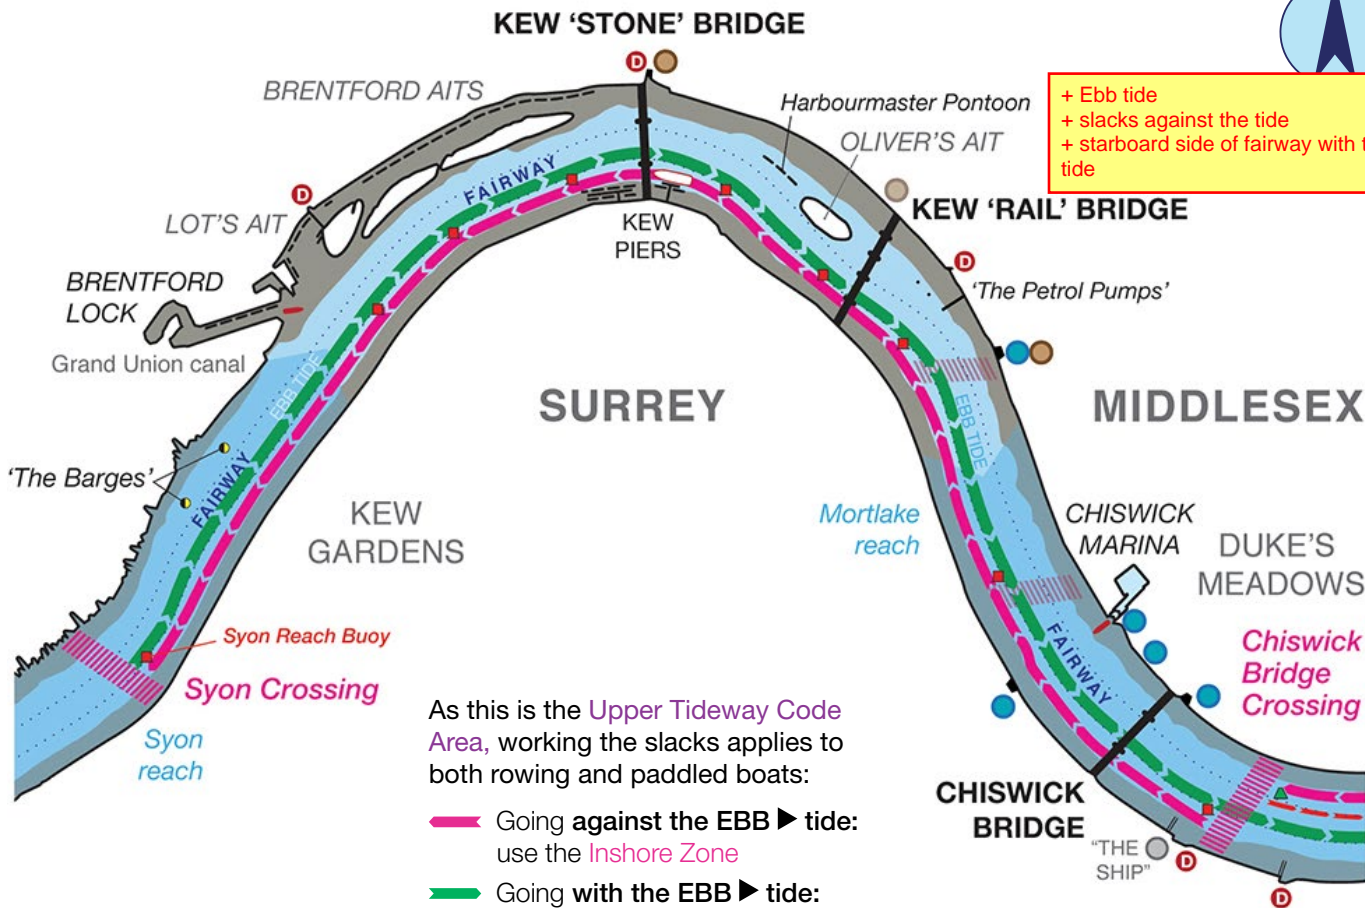 KEW 'STONE' BRIDGE
D
BRENTFORD AITS
Harbourmaster Pontoon
+ Ebb tide
+ slacks against the tide
+ starboard side of fairway with t
tide
OLIVER'S AIT
FAIRWAY
D
LOT'S AIT
KEW 'RAIL' BRIDGE
KEW
PIERS
D
BRENTFORD
LOCK
'The Petrol Pumps'
Grand Union canal
EBB TIDE
SURREY
MIDDLESEX
EBB TIDE
'The Barges'
FAIRWAY
KEW
GARDENS
Mortlake
reach
CHISWICK
MARINA
DUKE'S
MEADOWS
Syon Reach Buoy
Syon Crossing
FAIRWAY
Chiswick
Bridge
Crossing
Syon
reach
As this is the Upper Tideway Code
Area, working the slacks applies to
both rowing and paddled boats:
Going against the EBB ▶ tide:
use the Inshore Zone
Going with the EBB ▶ tide:
CHISWICK
BRIDGE
"THE
SHIP"
D
D